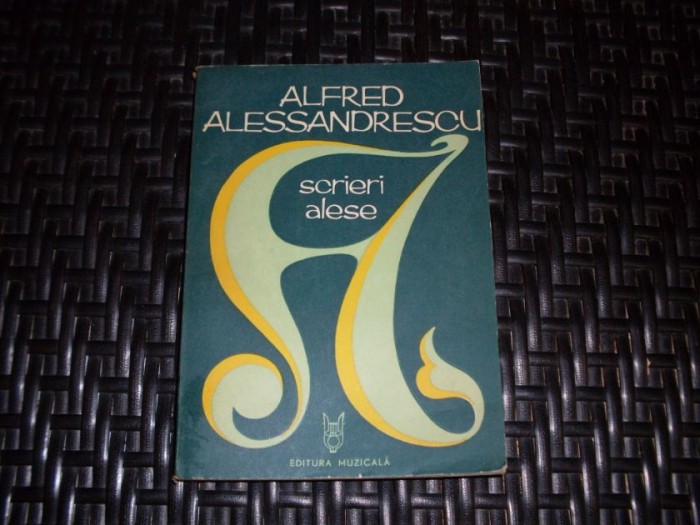 ALFRED
ALESSANDRESCU
scrieri
alese
A
EDITURA MUZICALĂ